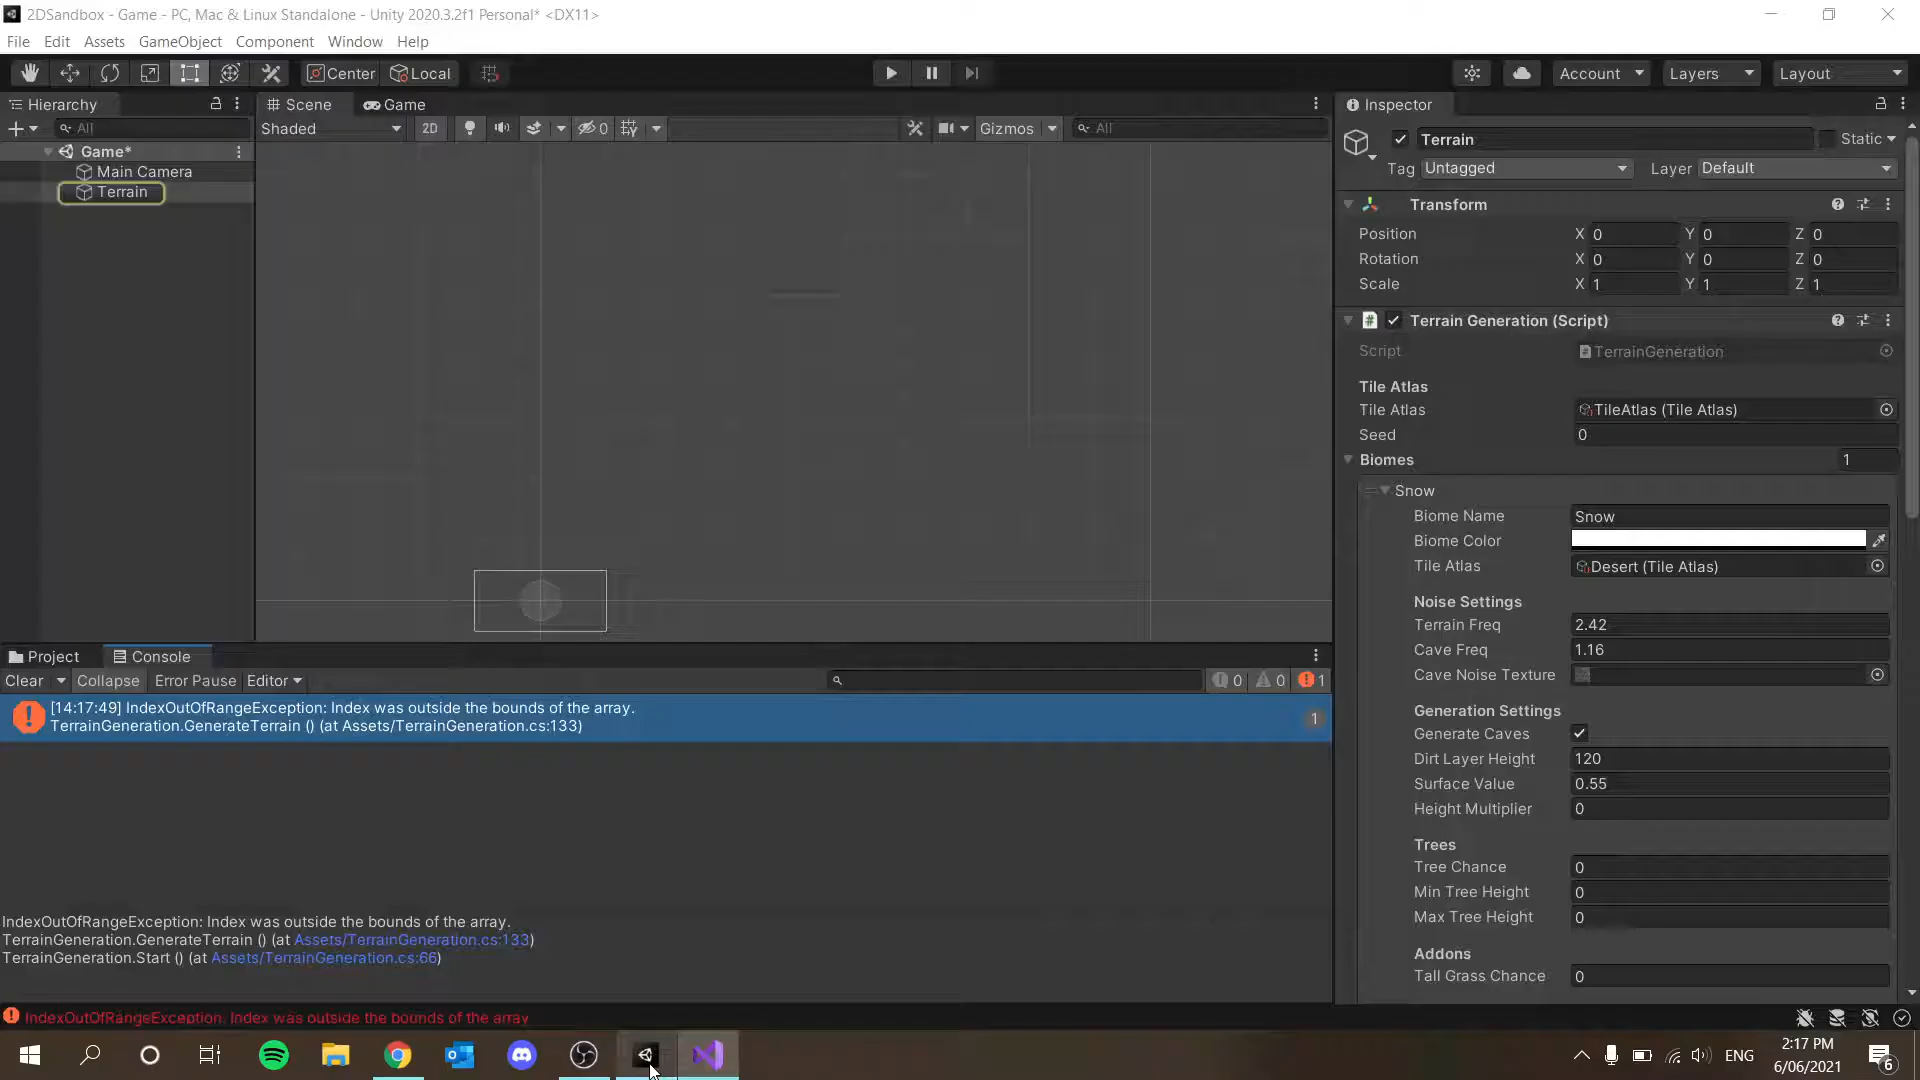 2DSandbox - Game - PC, Mac & Linux Standalone - Unity 2020.3.2f1 Personal* <DX11>
File Edit Assets GameObject Component Window Help
Center Local Account Layers Layout
Hierarchy Scene Game Inspector
All Shaded 2D 0 Gizmos All
Terrain Static
Game*
Main Camera
Terrain
Tag Untagged Layer Default
Transform
Position X 0 Y 0 Z 0
Rotation X 0 Y 0 Z 0
Scale X 1 Y 1 Z 1
Terrain Generation (Script)
Script TerrainGeneration
Tile Atlas
Tile Atlas TileAtlas (Tile Atlas)
Seed 0
Biomes 1
Snow
Biome Name Snow
Biome Color
Tile Atlas Desert (Tile Atlas)
Noise Settings
Terrain Freq 2.42
Cave Freq 1.16
Cave Noise Texture
Generation Settings
Generate Caves
Dirt Layer Height 120
Surface Value 0.55
Height Multiplier 0
Trees
Tree Chance 0
Min Tree Height 0
Max Tree Height 0
Addons
Tall Grass Chance 0
Project Console
Clear Collapse Error Pause Editor 0 0 1
[14:17:49] IndexOutOfRangeException: Index was outside the bounds of the array.
TerrainGeneration.GenerateTerrain () (at Assets/TerrainGeneration.cs:133)
1
IndexOutOfRangeException: Index was outside the bounds of the array.
TerrainGeneration.GenerateTerrain () (at Assets/TerrainGeneration.cs:133)
TerrainGeneration.Start () (at Assets/TerrainGeneration.cs:66)
IndexOutOfRangeException: Index was outside the bounds of the array
ENG
2:17 PM
6/06/2021
6